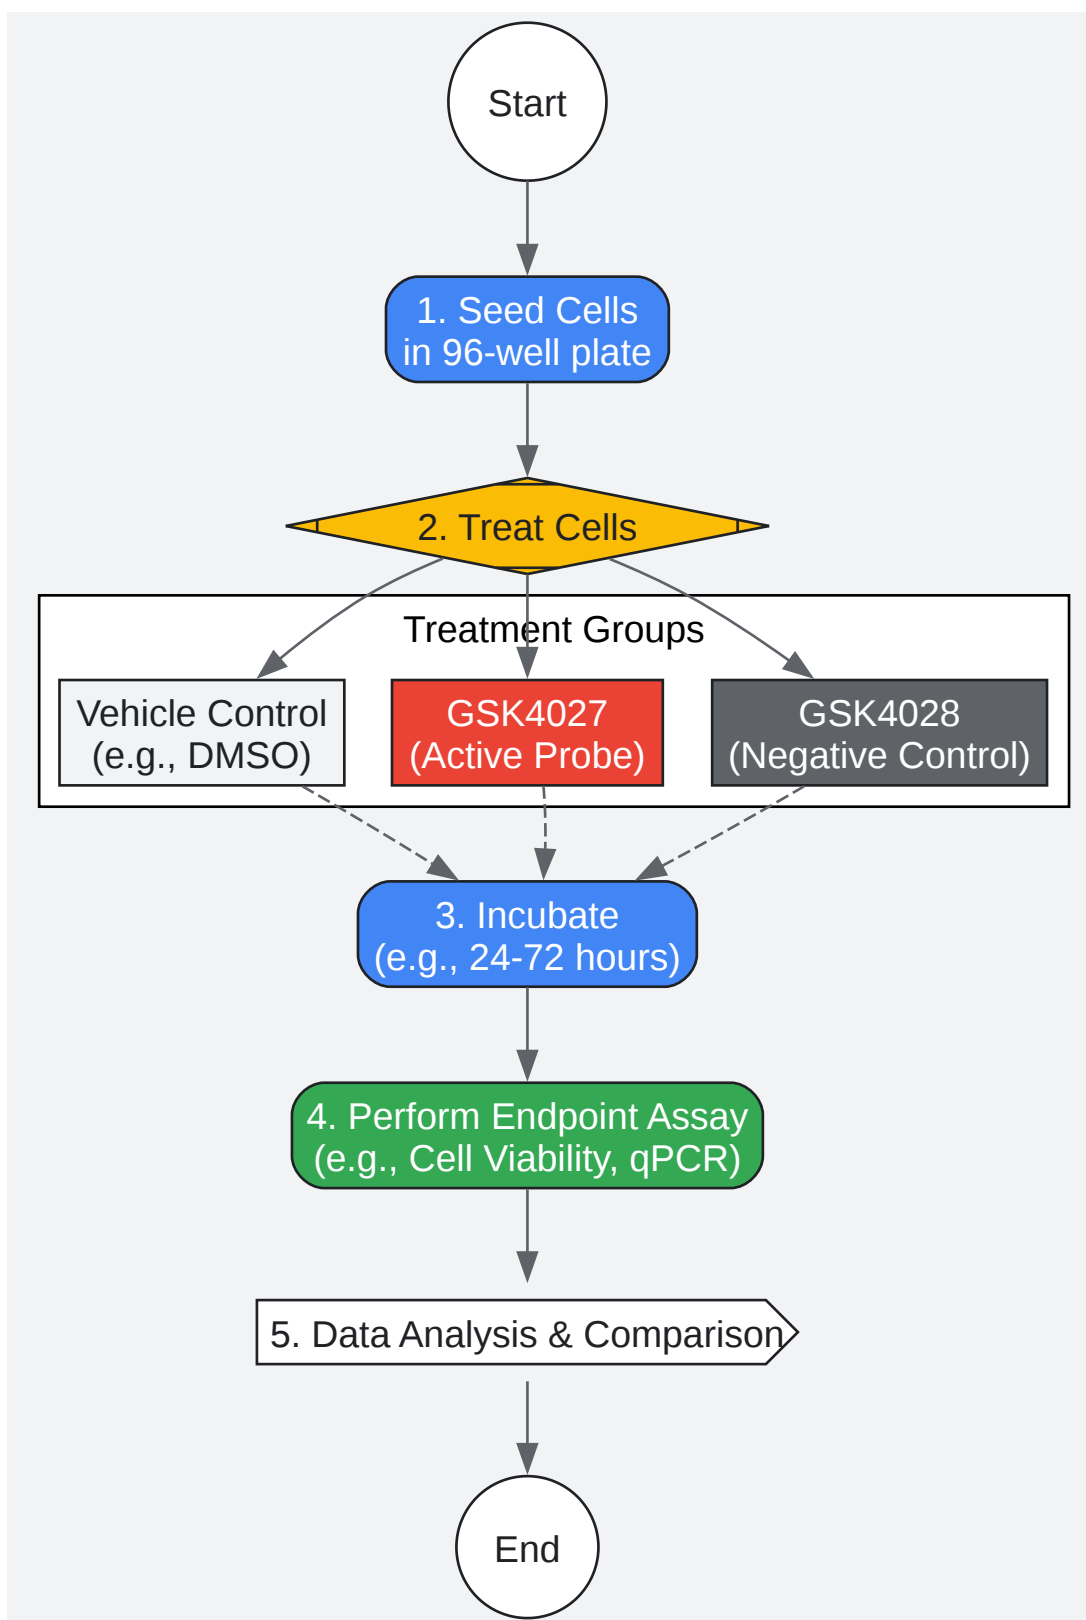 Start
1. Seed Cells
in 96-well plate
2. Treat Cells
Treatment Groups
Vehicle Control
(e.g., DMSO)
GSK4027
(Active Probe)
GSK4028
(Negative Control)
3. Incubate
(e.g., 24-72 hours)
4. Perform Endpoint Assay
(e.g., Cell Viability, qPCR)
5. Data Analysis & Comparison
End